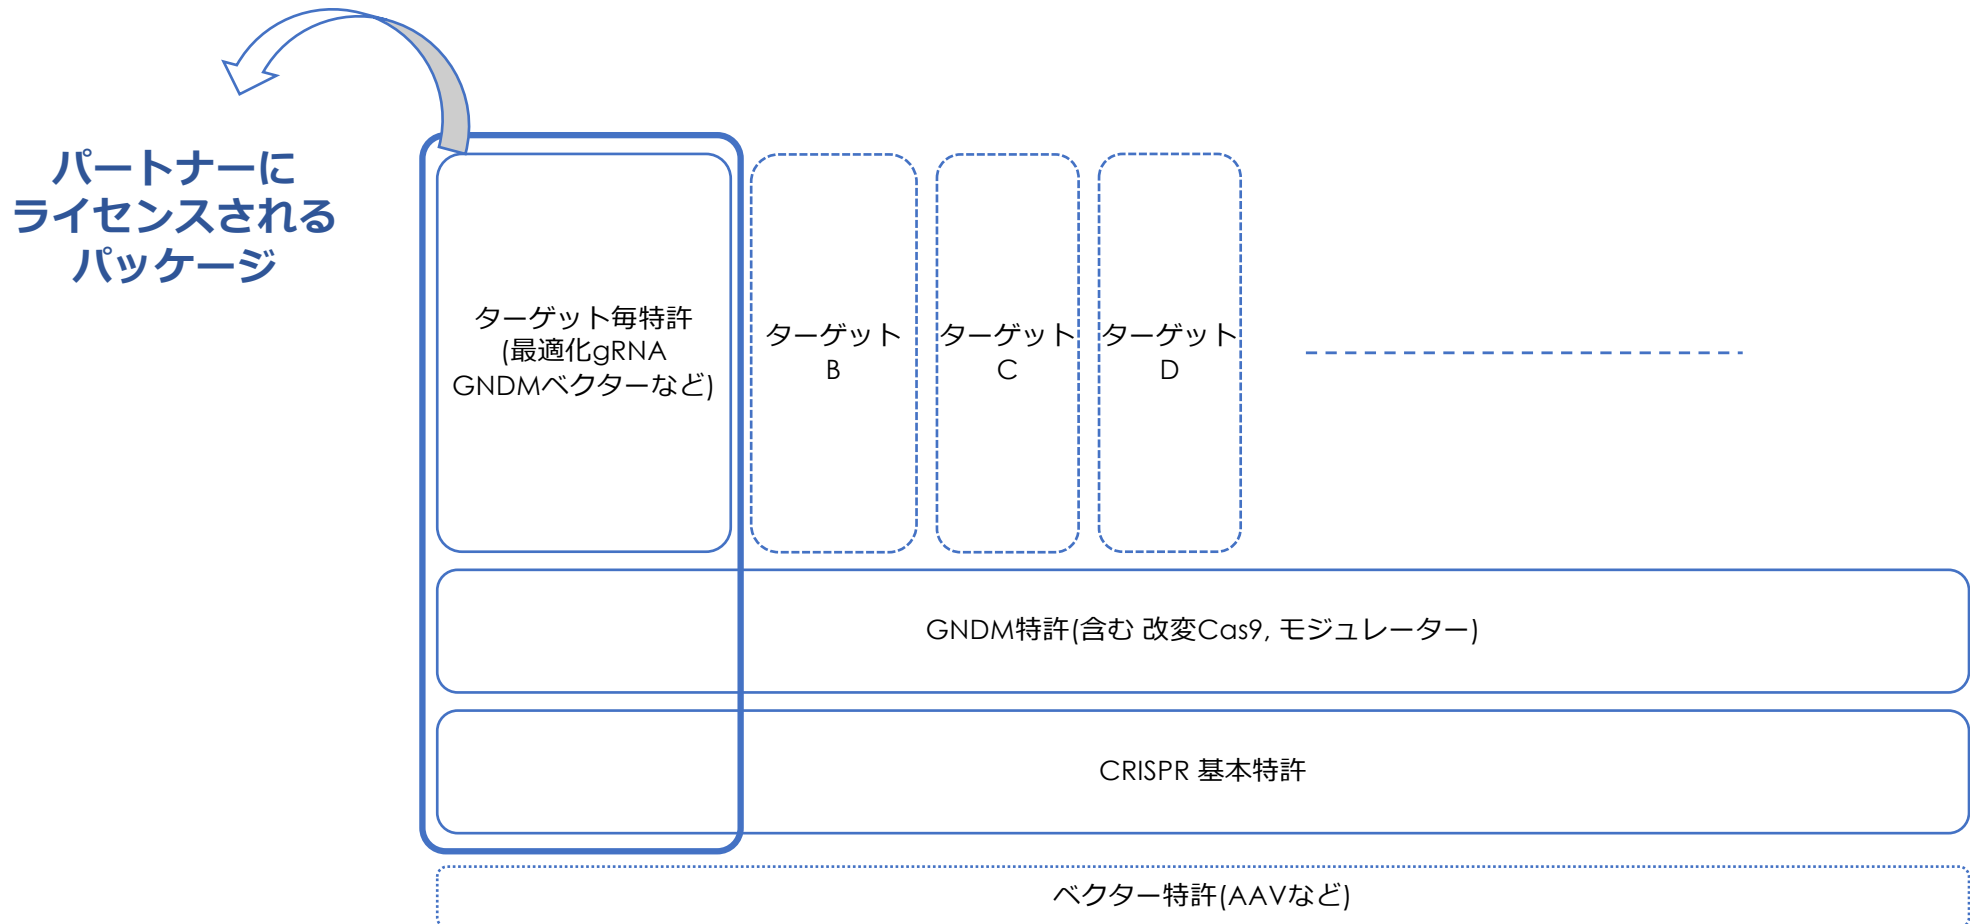 パートナーに
ライセンスされる
パッケージ
ターゲット毎特許
(最適化gRNA
GNDMベクターなど)
ターゲット
B
ターゲット
C
ターゲット
D
GNDM特許(含む 改変Cas9, モジュレーター)
CRISPR 基本特許
ベクター特許(AAVなど)